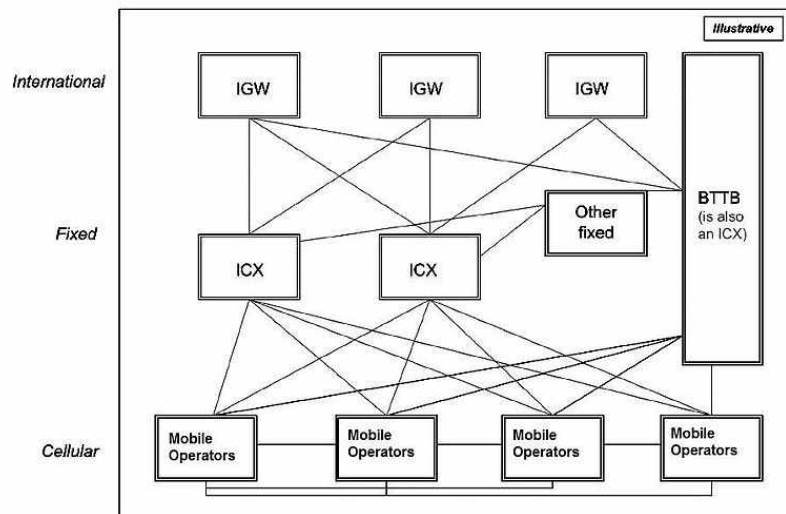 Illustrative
International
IGW
IGW
IGW
BTTB
(is also
an ICX)
Fixed
Other
fixed
ICX
ICX
Cellular
Mobile
Operators
Mobile
Operators
Mobile
Operators
Mobile
Operators